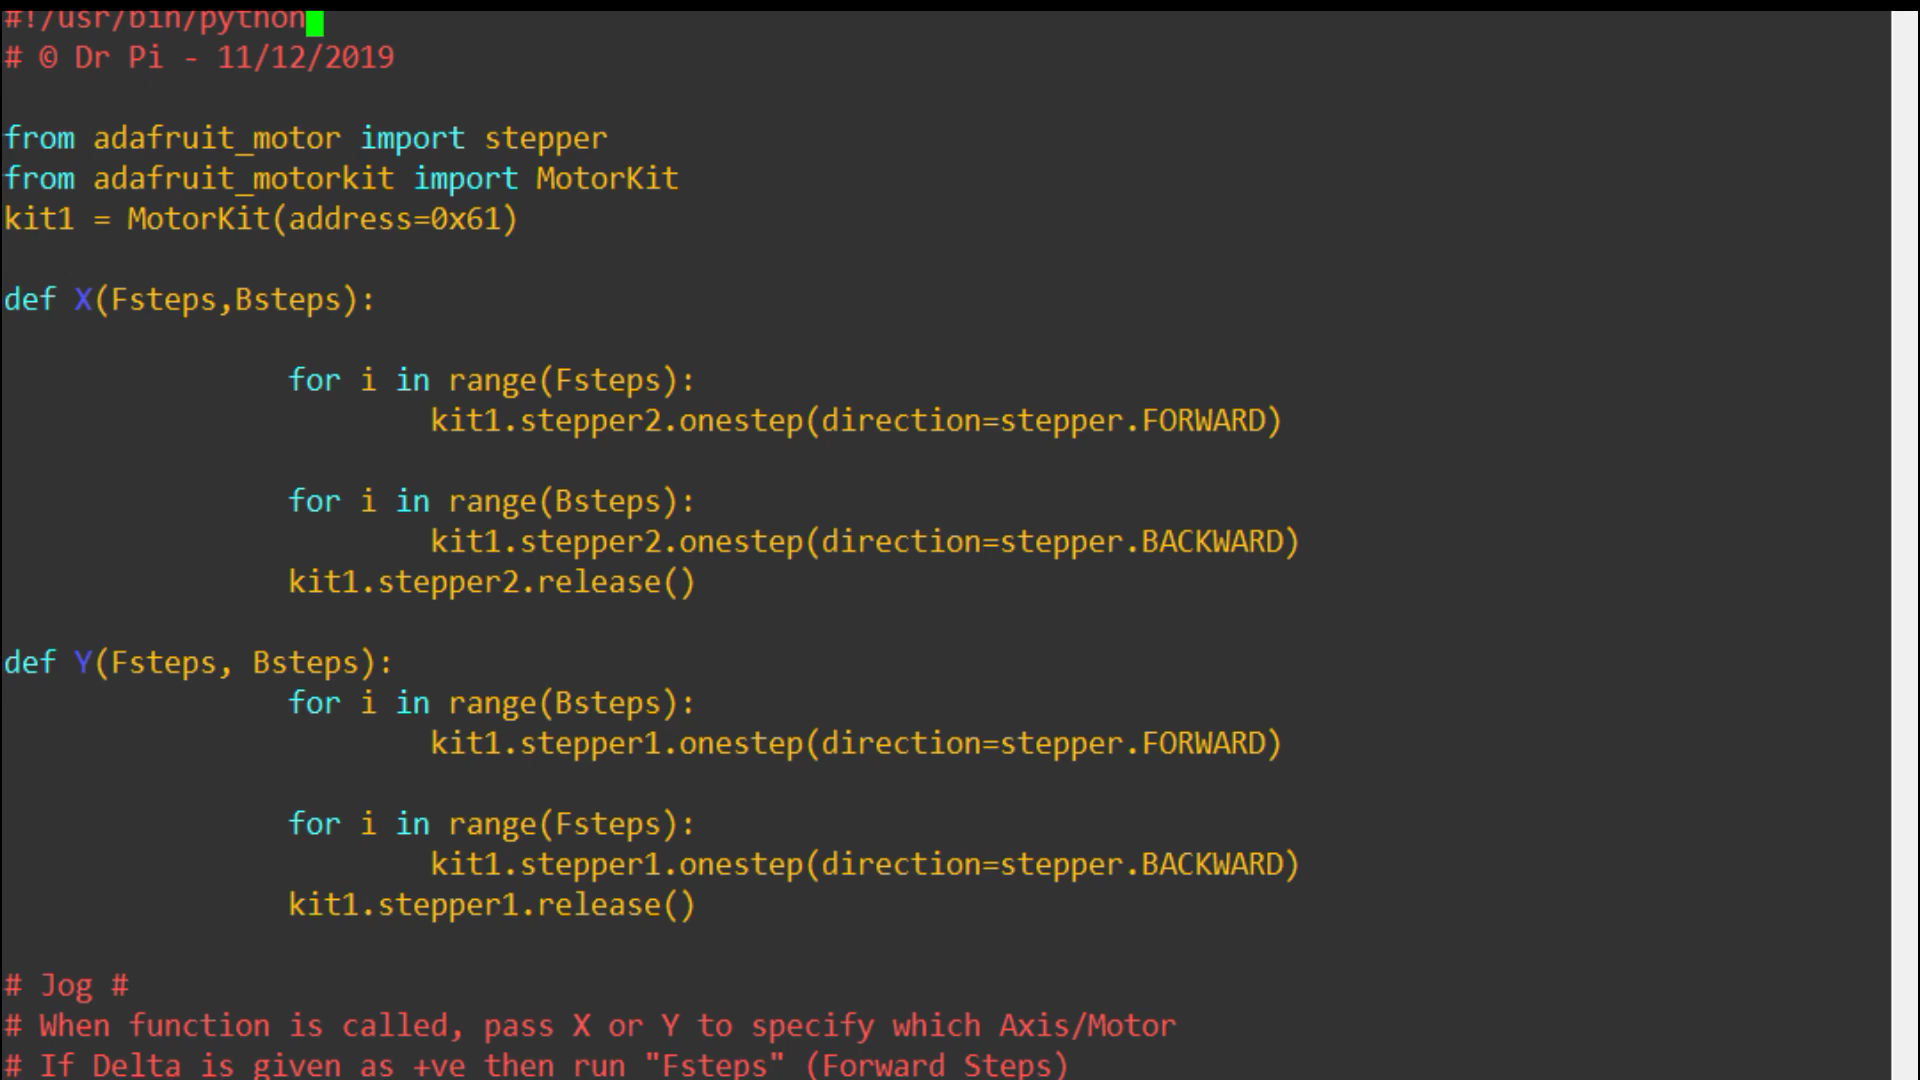 #!/usr/bin/python
# © Dr Pi - 11/12/2019
from adafruit_motor import stepper
from adafruit_motorkit import MotorKit
kit1 = MotorKit(address=0x61)
def X(Fsteps,Bsteps):
for i in range(Fsteps):
kit1.stepper2.onestep(direction=stepper.FORWARD)
for i in range(Bsteps):
kit1.stepper2.onestep(direction=stepper.BACKWARD)
kit1.stepper2.release()
def Y(Fsteps, Bsteps):
for i in range(Bsteps):
kit1.stepper1.onestep(direction=stepper.FORWARD)
for i in range(Fsteps):
kit1.stepper1.onestep(direction=stepper.BACKWARD)
kit1.stepper1.release()
# Jog #
# When function is called, pass X or Y to specify which Axis/Motor
# If Delta is given as +ve then run "Fsteps" (Forward Steps)